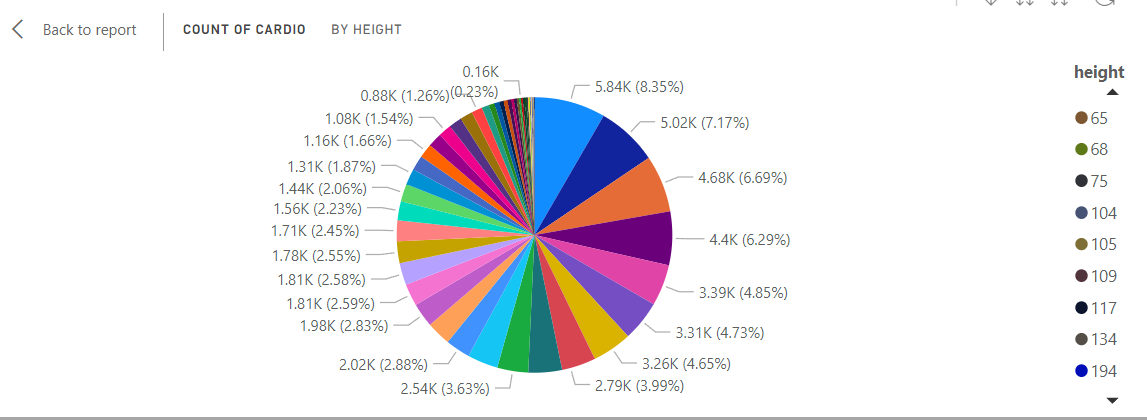 Back to report
COUNT OF CARDIO
BY HEIGHT
0.16K
(0.23%)
0.88K (1.26%)
1.08K (1.54%)
1.16K (1.66%)
1.31K (1.87%)
1.44K (2.06%)
1.56K (2.23%)
1.71K (2.45%)
1.78K (2.55%)
1.81K (2.58%)
1.81K (2.59%)
1.98K (2.83%)
2.02K (2.88%)
2.54K (3.63%)
5.84K (8.35%)
5.02K (7.17%)
4.68K (6.69%)
4.4K (6.29%)
3.39K (4.85%)
3.31K (4.73%)
3.26K (4.65%)
2.79K (3.99%)
height
65
68
75
104
105
109
117
134
194